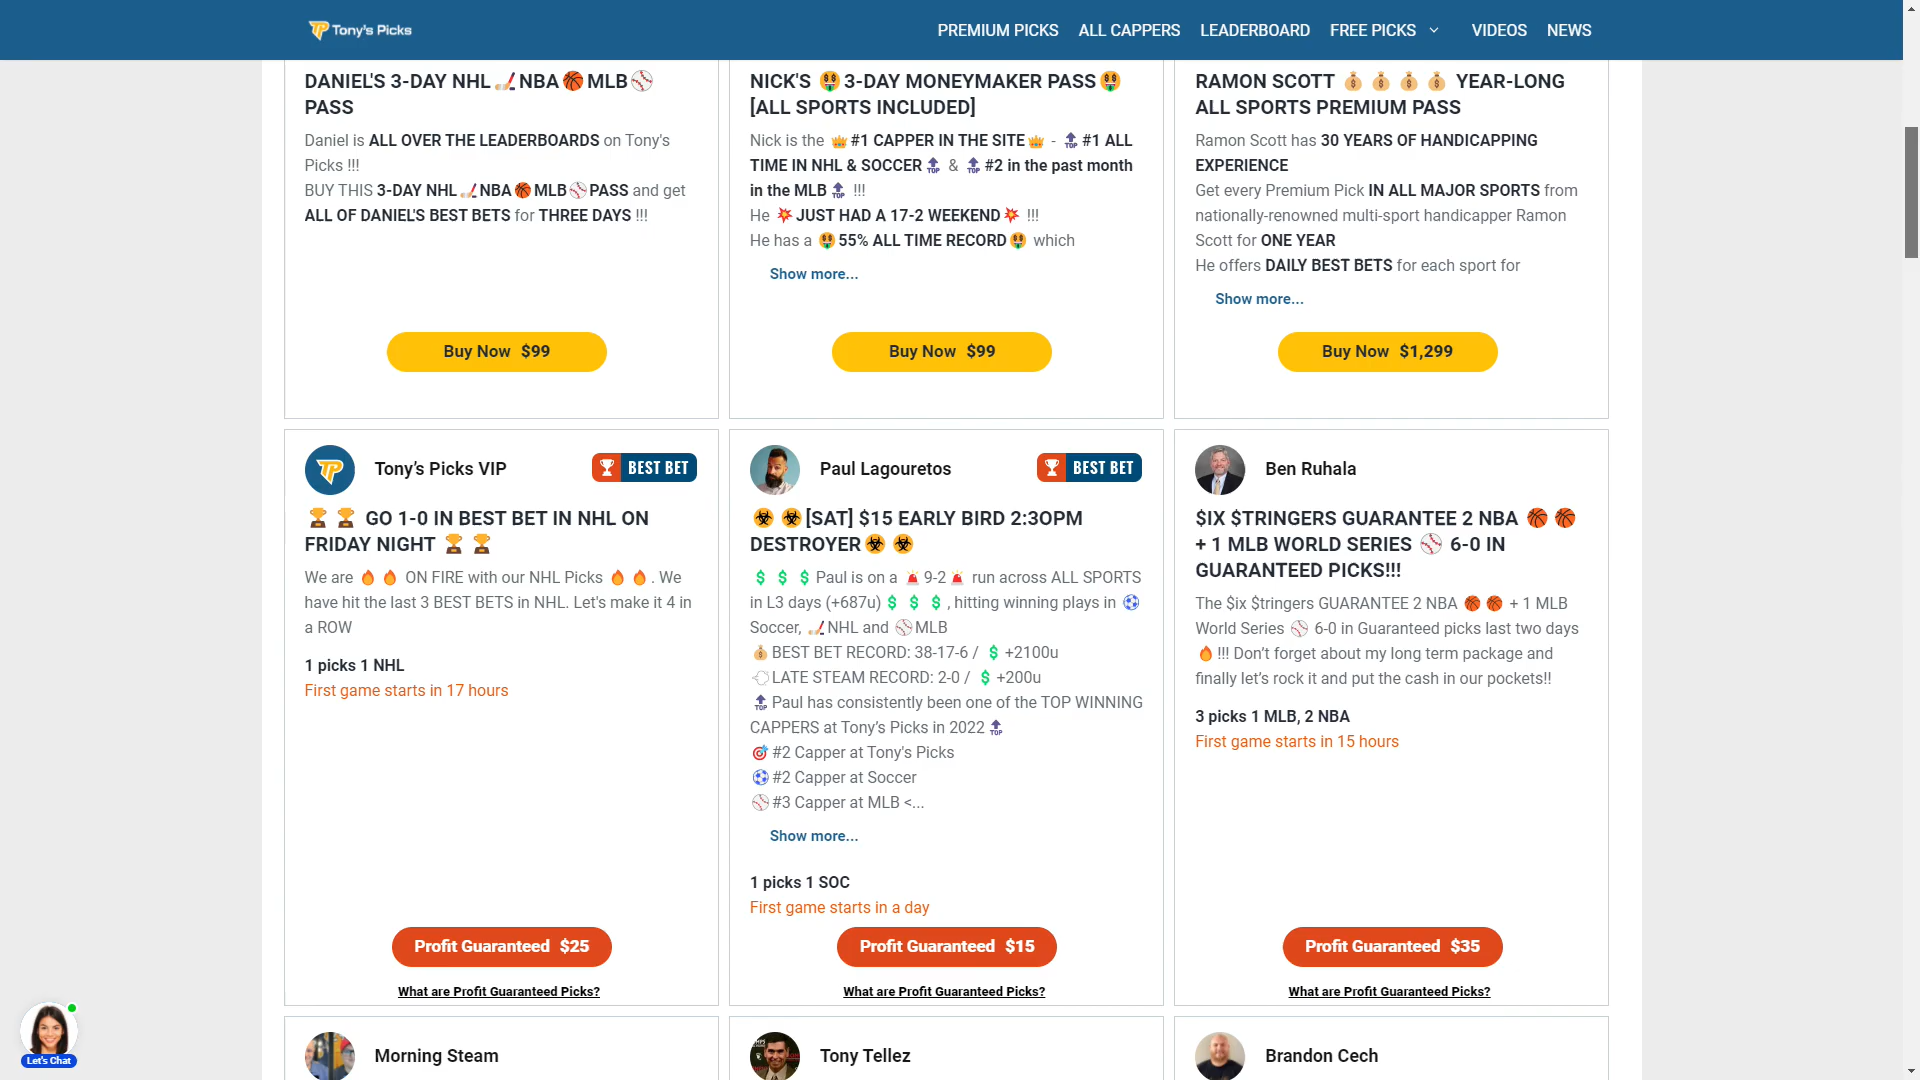 Tony's Picks
PREMIUM PICKS ALL CAPPERS LEADERBOARD FREE PICKS VIDEOS NEWS
DANIEL'S 3-DAY NHL🏒NBA🏀MLB⚾
PASS
Daniel is ALL OVER THE LEADERBOARDS on Tony's
Picks !!!
BUY THIS 3-DAY NHL🏒NBA🏀MLB⚾PASS and get
ALL OF DANIEL'S BEST BETS for THREE DAYS !!!
Buy Now $99
NICK'S 🤑3-DAY MONEYMAKER PASS🤑
[ALL SPORTS INCLUDED]
Nick is the 👑#1 CAPPER IN THE SITE👑 - 🔝#1 ALL
TIME IN NHL & SOCCER🔝 & 🔝#2 in the past month
in the MLB🔝 !!!
He 💥JUST HAD A 17-2 WEEKEND💥 !!!
He has a 🤑55% ALL TIME RECORD🤑 which
Show more...
Buy Now $99
RAMON SCOTT 💰💰💰💰 YEAR-LONG
ALL SPORTS PREMIUM PASS
Ramon Scott has 30 YEARS OF HANDICAPPING
EXPERIENCE
Get every Premium Pick IN ALL MAJOR SPORTS from
nationally-renowned multi-sport handicapper Ramon
Scott for ONE YEAR
He offers DAILY BEST BETS for each sport for
Show more...
Buy Now $1,299
Tony's Picks VIP
BEST BET
🏆🏆 GO 1-0 IN BEST BET IN NHL ON
FRIDAY NIGHT 🏆🏆
We are 🔥🔥 ON FIRE with our NHL Picks 🔥🔥. We
have hit the last 3 BEST BETS in NHL. Let's make it 4 in
a ROW
1 picks 1 NHL
First game starts in 17 hours
Profit Guaranteed $25
What are Profit Guaranteed Picks?
Paul Lagouretos
BEST BET
☣️☣️[SAT] $15 EARLY BIRD 2:3OPM
DESTROYER☣️☣️
💲💲💲Paul is on a 🚨9-2🚨 run across ALL SPORTS
in L3 days (+687u)💲💲💲, hitting winning plays in ⚽
Soccer, 🏒NHL and ⚾MLB
💰BEST BET RECORD: 38-17-6 / 💲+2100u
💨LATE STEAM RECORD: 2-0 / 💲+200u
🔝Paul has consistently been one of the TOP WINNING
CAPPERS at Tony's Picks in 2022🔝
🎯#2 Capper at Tony's Picks
⚽#2 Capper at Soccer
⚾#3 Capper at MLB <...
Show more...
1 picks 1 SOC
First game starts in a day
Profit Guaranteed $15
What are Profit Guaranteed Picks?
Ben Ruhala
$IX $TRINGERS GUARANTEE 2 NBA 🏀🏀
+ 1 MLB WORLD SERIES ⚾ 6-0 IN
GUARANTEED PICKS!!!
The $ix $tringers GUARANTEE 2 NBA 🏀🏀 + 1 MLB
World Series ⚾ 6-0 in Guaranteed picks last two days
🔥!!! Don't forget about my long term package and
finally let's rock it and put the cash in our pockets!!
3 picks 1 MLB, 2 NBA
First game starts in 15 hours
Profit Guaranteed $35
What are Profit Guaranteed Picks?
Morning Steam
Tony Tellez
Brandon Cech
Let's Chat